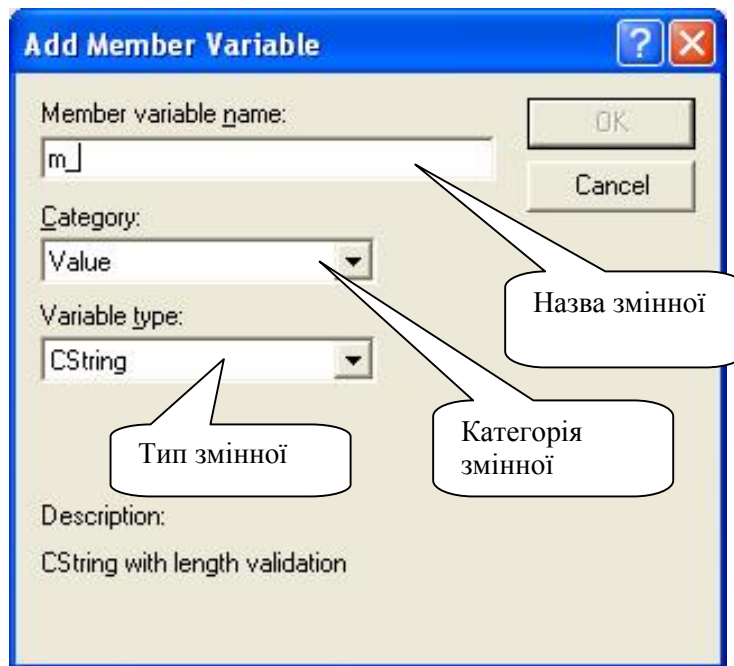 Add Member Variable
Member variable name:
OK
m_
Cancel
Category:
Value
Назва змінної
Variable type:
CString
Категорія
змінної
Тип змінної
Description:
CString with length validation